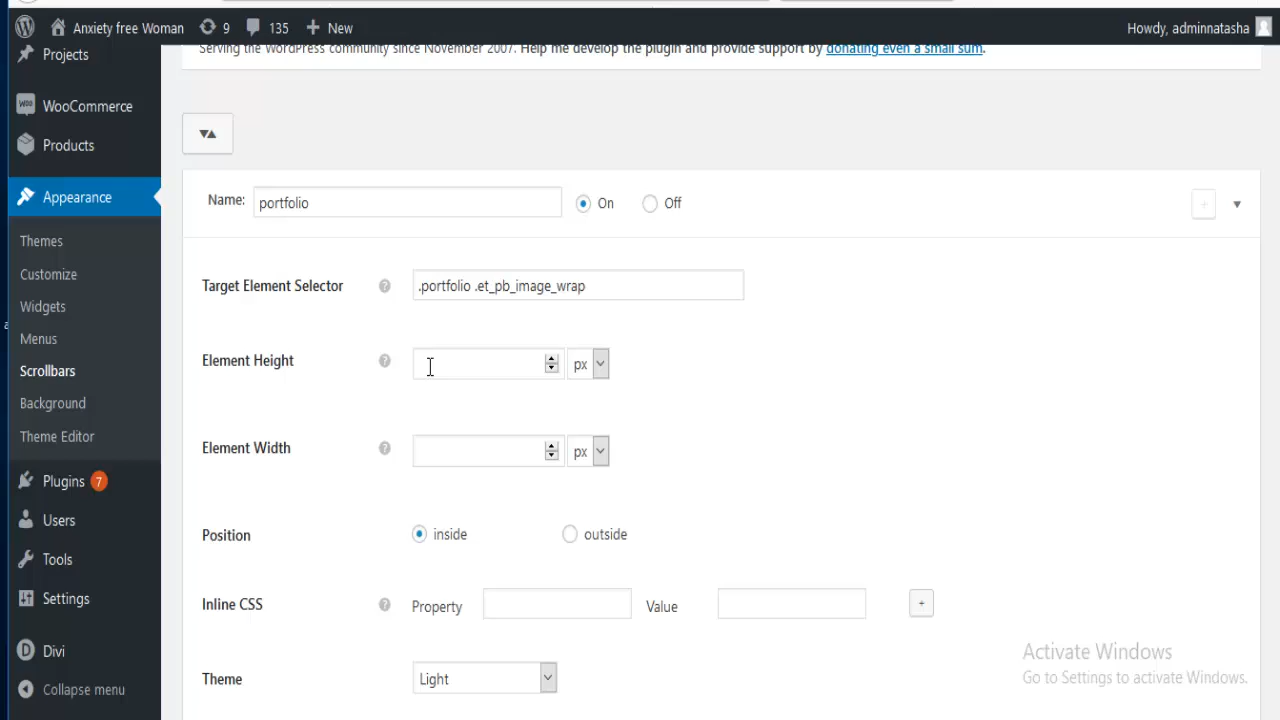 Anxiety free Woman 9 135 New Howdy, adminnatasha
Serving the WordPress community since November 2007. Help me develop the plugin and provide support by donating even a small sum.
Projects
WooCommerce
Products
Appearance
Themes
Customize
Widgets
Menus
Scrollbars
Background
Theme Editor
Plugins 7
Users
Tools
Settings
Divi
Collapse menu
Name: portfolio On Off
Target Element Selector .portfolio .et_pb_image_wrap
Element Height px
Element Width px
Position inside outside
Inline CSS Property Value +
Theme Light
Activate Windows
Go to Settings to activate Windows.